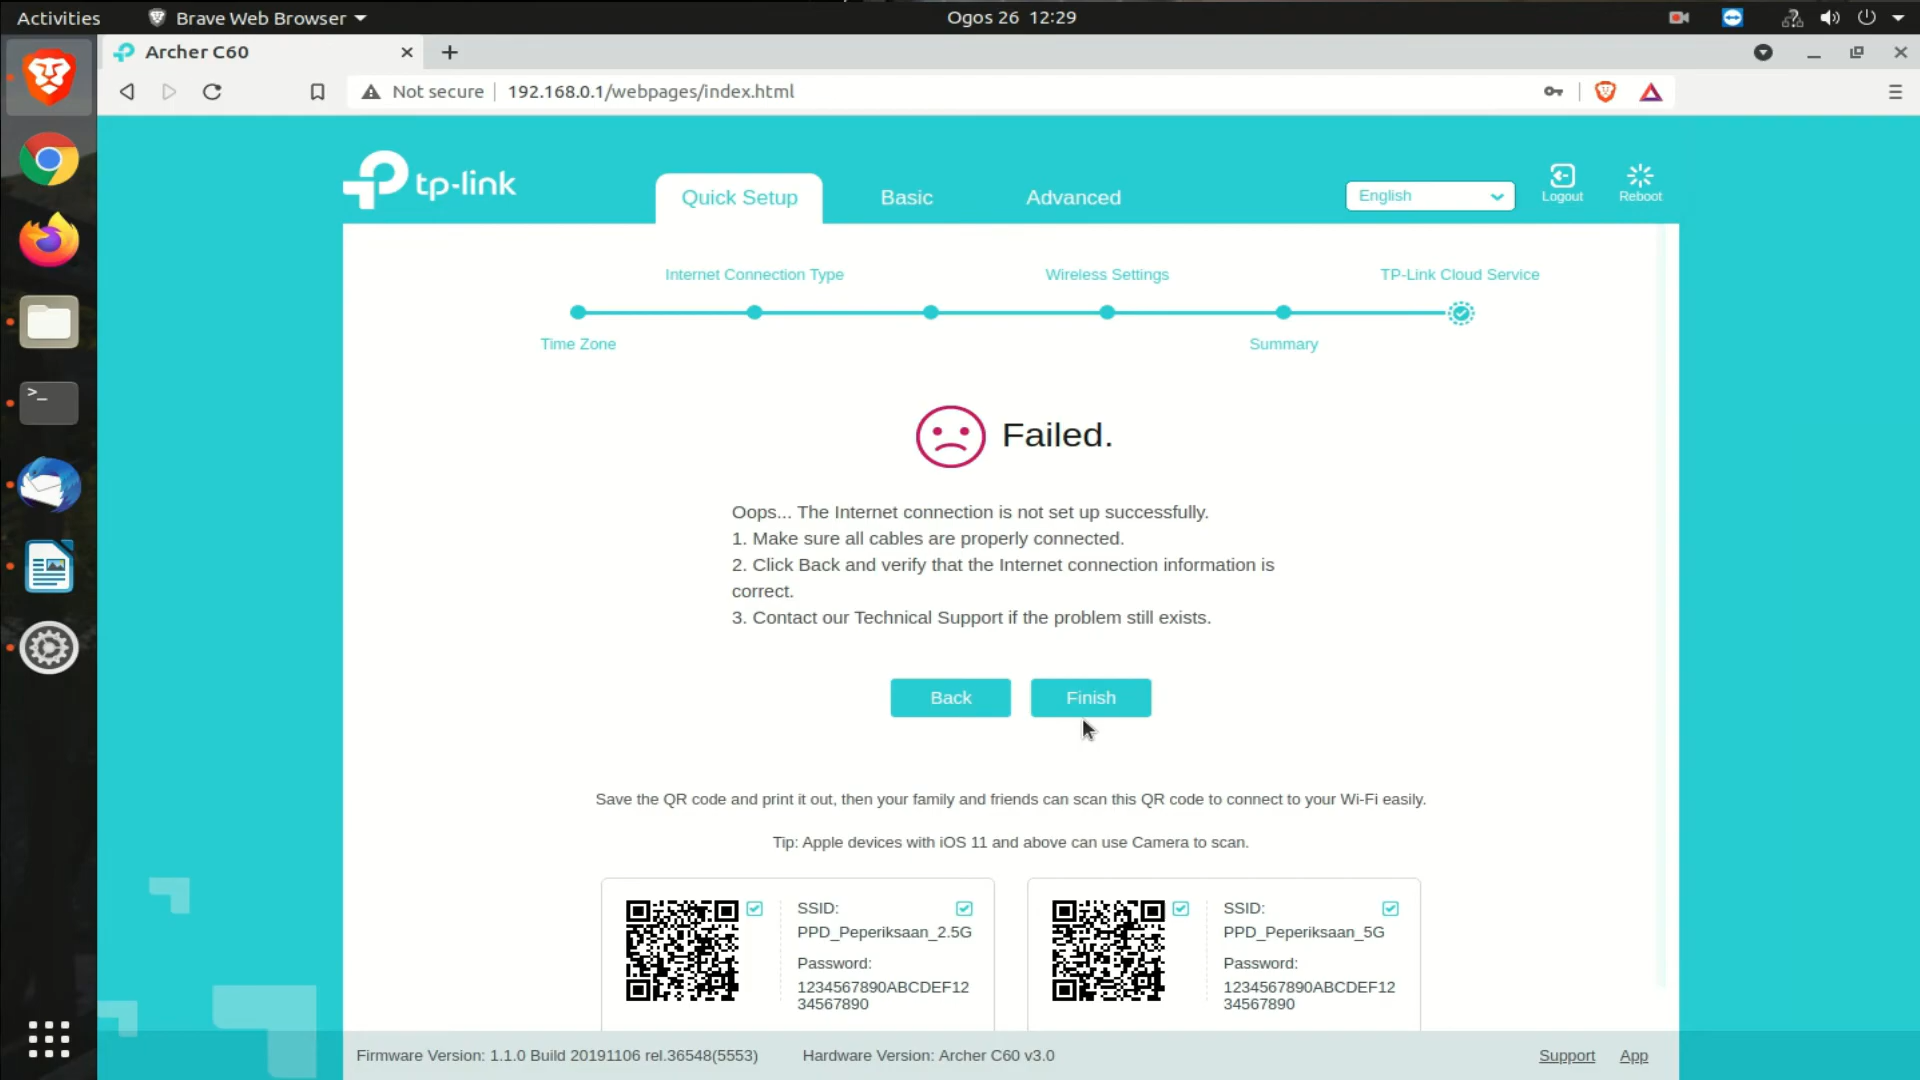 Activities
Brave Web Browser
Ogos 26 12:29
Archer C60
Not secure
192.168.0.1/webpages/index.html
tp-link
Quick Setup
Basic
Advanced
English
Logout
Reboot
Internet Connection Type
Wireless Settings
TP-Link Cloud Service
Time Zone
Summary
Failed.
Oops... The Internet connection is not set up successfully.
1. Make sure all cables are properly connected.
2. Click Back and verify that the Internet connection information is
correct.
3. Contact our Technical Support if the problem still exists.
Back
Finish
Save the QR code and print it out, then your family and friends can scan this QR code to connect to your Wi-Fi easily.
Tip: Apple devices with iOS 11 and above can use Camera to scan.
SSID:
PPD_Peperiksaan_2.5G
Password:
1234567890ABCDEF12
34567890
SSID:
PPD_Peperiksaan_5G
Password:
1234567890ABCDEF12
34567890
Firmware Version: 1.1.0 Build 20191106 rel.36548(5553)
Hardware Version: Archer C60 v3.0
Support
App